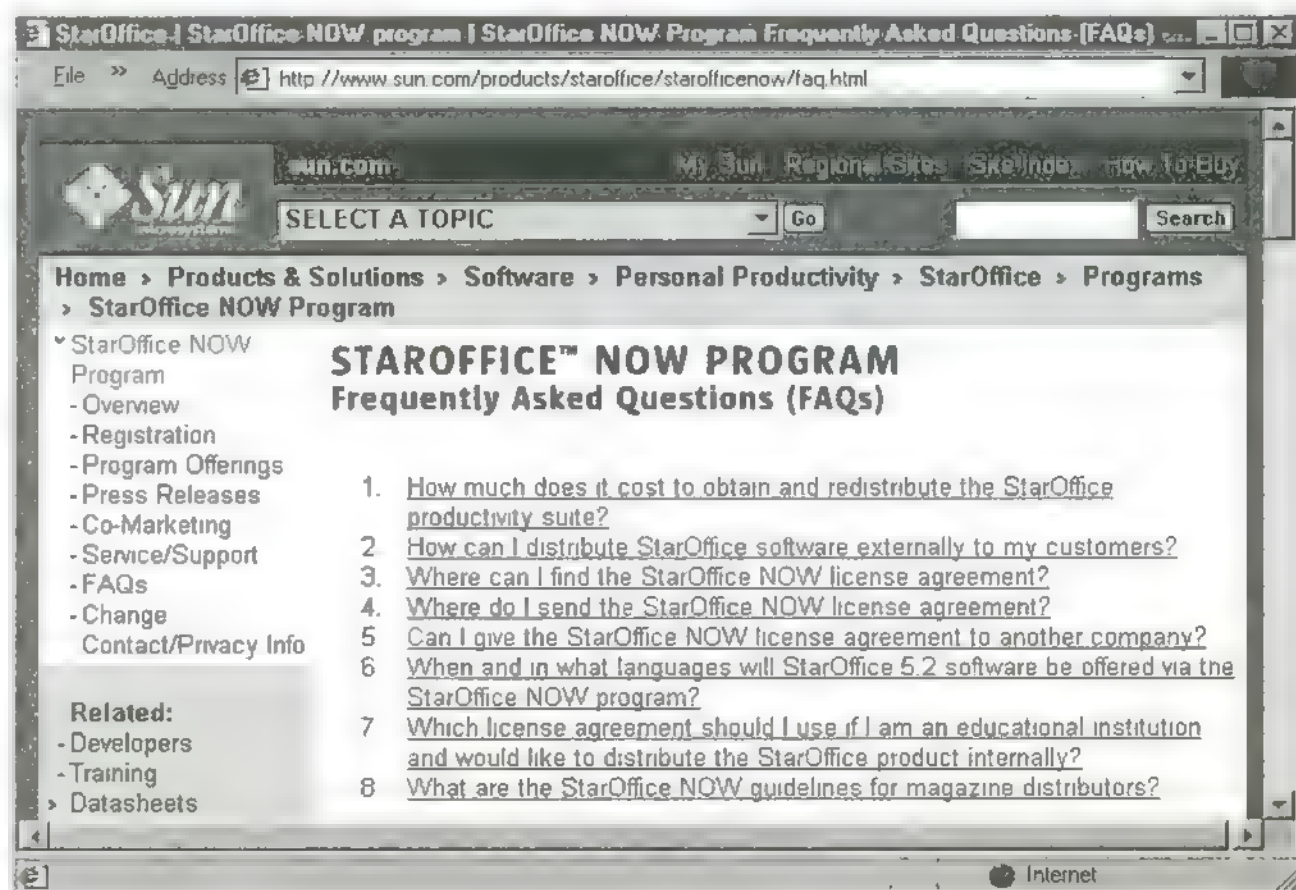 StarOffice | StarOffice NOW program | StarOffice NOW Program Frequently Asked Questions (FAQs)
File » Address http //www sun com/products/staroffice/starofficenow/faq.html
sun.com My Sun Regional Sites Site Index How To Buy
Sun
microsystems
SELECT A TOPIC Go Search
Home > Products & Solutions > Software > Personal Productivity > StarOffice > Programs
> StarOffice NOW Program
StarOffice NOW
Program
- Overview
- Registration
- Program Offerings
- Press Releases
- Co-Marketing
- Service/Support
- FAQs
- Change
Contact/Privacy Info
Related:
- Developers
- Training
> Datasheets
STAROFFICE™ NOW PROGRAM
Frequently Asked Questions (FAQs)
1. How much does it cost to obtain and redistribute the StarOffice
productivity suite?
2 How can I distribute StarOffice software externally to my customers?
3. Where can I find the StarOffice NOW license agreement?
4. Where do I send the StarOffice NOW license agreement?
5 Can I give the StarOffice NOW license agreement to another company?
6 When and in what languages will StarOffice 5.2 software be offered via the
StarOffice NOW program?
7 Which license agreement should I use if I am an educational institution
and would like to distribute the StarOffice product internally?
8 What are the StarOffice NOW guidelines for magazine distributors?
Internet